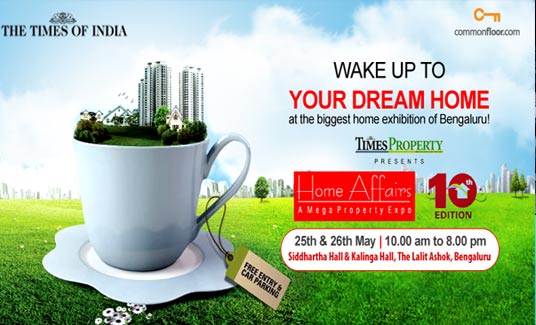 THE TIMES OF INDIA
commonfloor.com
WAKE UP TO
YOUR DREAM HOME
at the biggest home exhibition of Bengaluru!
TIMES PROPERTY
PRESENTS
Home Affairs
A Mega Property Expo
10th
EDITION
25th & 26th May | 10.00 am to 8.00 pm
Siddhartha Hall & Kalinga Hall, The Lalit Ashok, Bengaluru
FREE ENTRY &
CAR PARKING